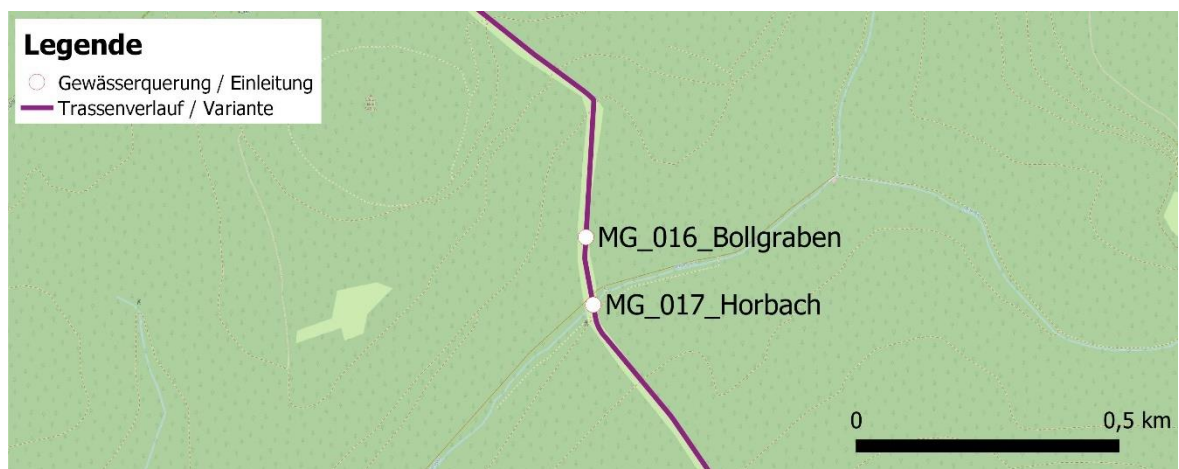 Legende
Gewässerquerung / Einleitung
Trassenverlauf / Variante
MG_016_Bollgraben
MG_017_Horbach
0 0,5 km